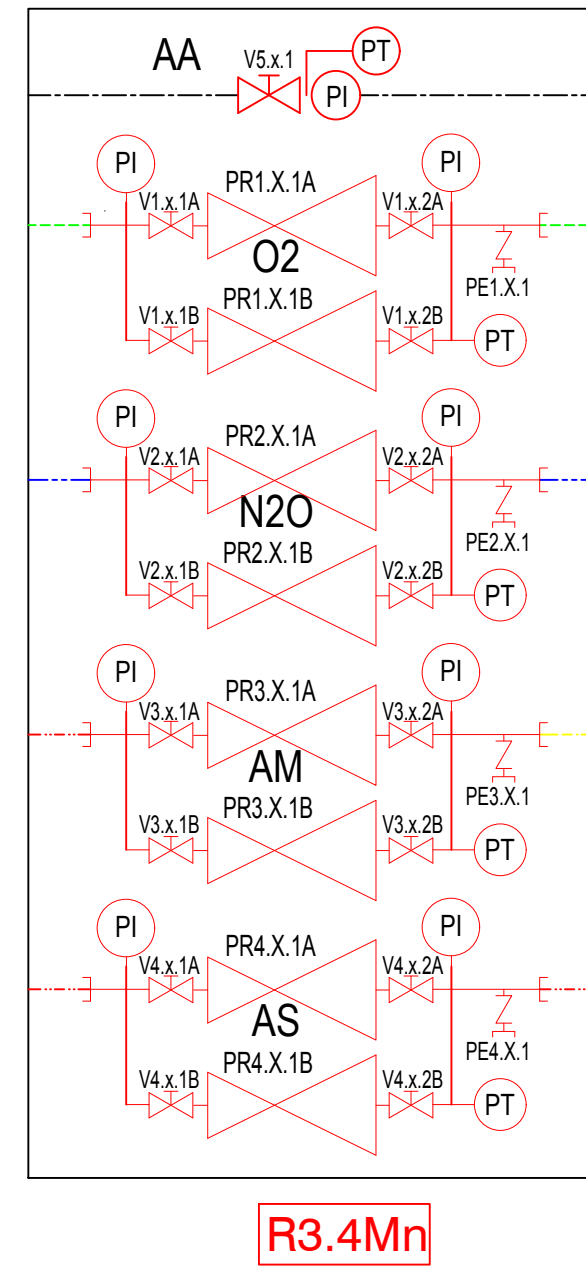 PT
AA
V5.x.1
PI
PI
PR1.X.1A
PI
V1.x.1A
V1.x.2A
O2
PE1.X.1
PR1.X.1B
V1.x.1B
V1.x.2B
PT
PI
PR2.X.1A
PI
V2.x.1A
V2.x.2A
N2O
PE2.X.1
PR2.X.1B
V2.x.1B
V2.x.2B
PT
PI
PR3.X.1A
PI
V3.x.1A
V3.x.2A
AM
PE3.X.1
PR3.X.1B
V3.x.1B
V3.x.2B
PT
PI
PR4.X.1A
PI
V4.x.1A
V4.x.2A
AS
PE4.X.1
PR4.X.1B
V4.x.1B
V4.x.2B
PT
R3.4Mn